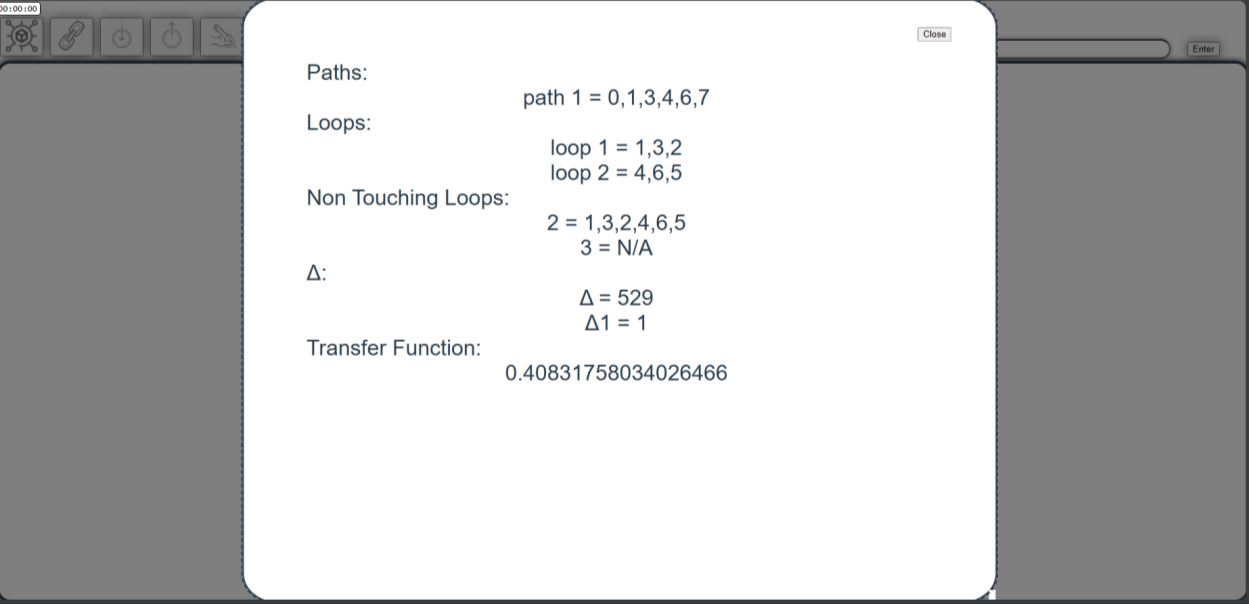 00:00:00
Close
Enter
Paths:
path 1 = 0,1,3,4,6,7
Loops:
loop 1 = 1,3,2
loop 2 = 4,6,5
Non Touching Loops:
2 = 1,3,2,4,6,5
3 = N/A
Δ:
Δ = 529
Δ1 = 1
Transfer Function:
0.40831758034026466